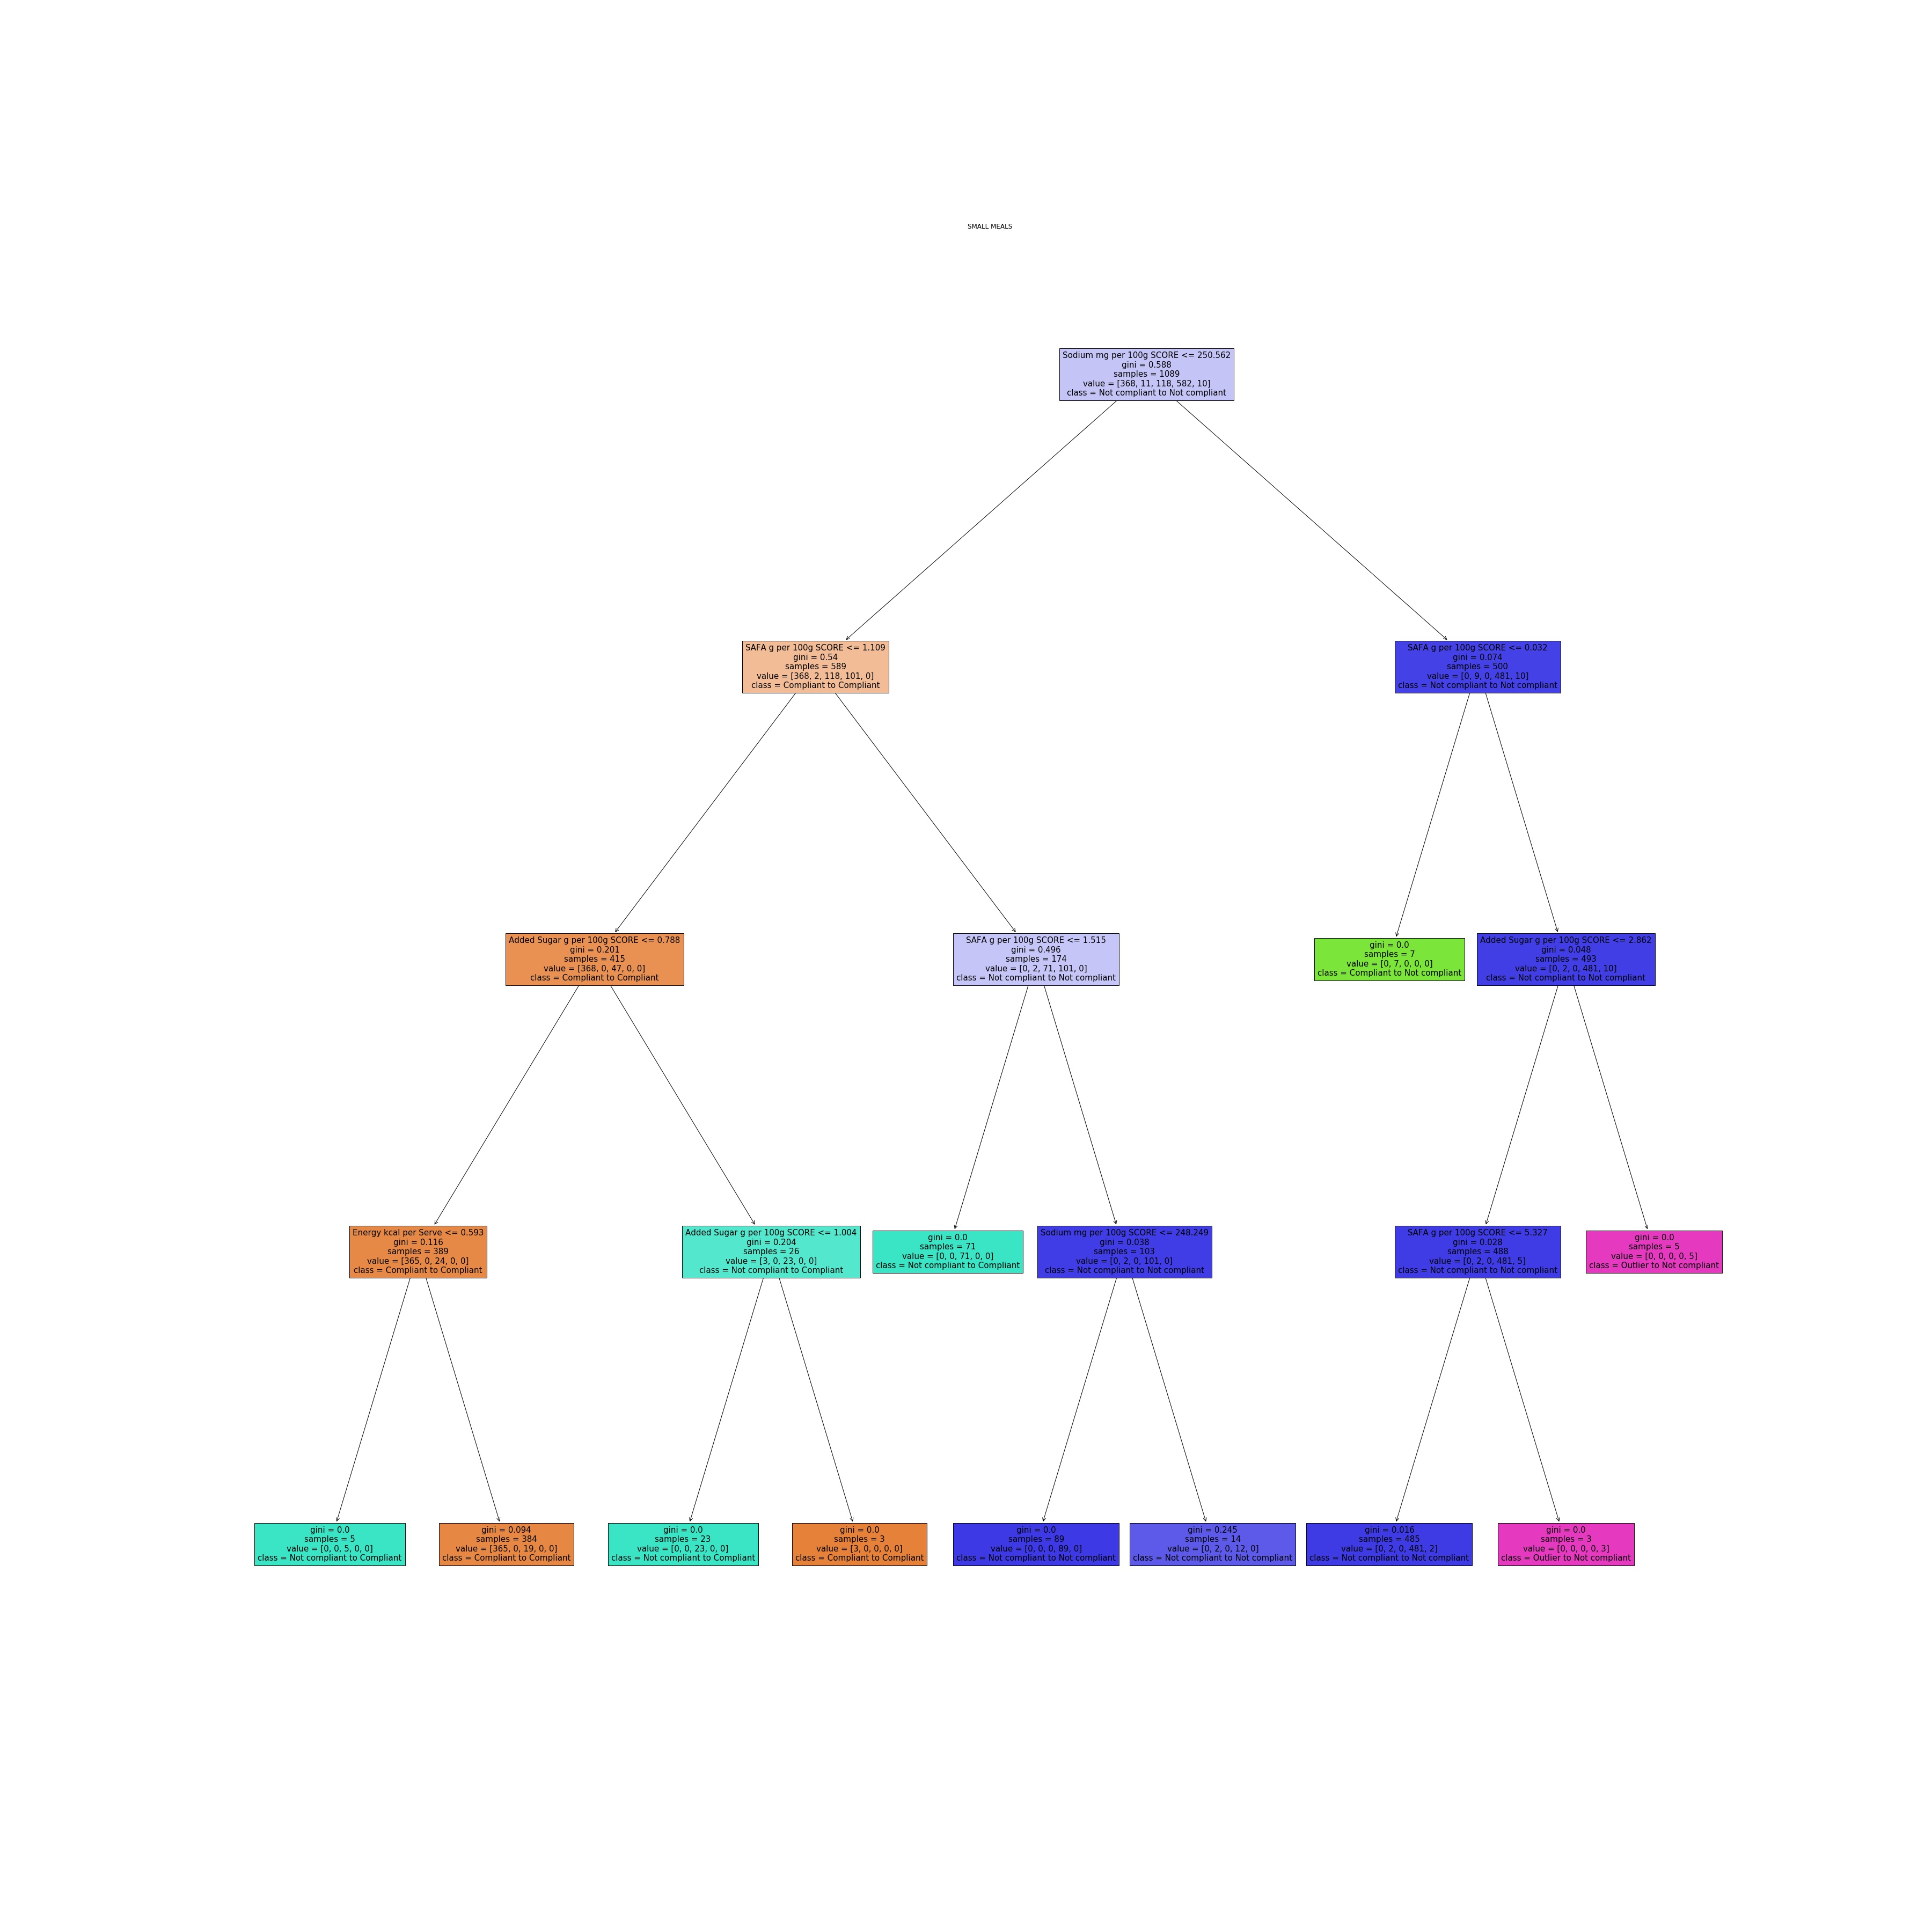 SMALL MEALS
Sodium mg per 100g SCORE <= 250.562
gini = 0.588
samples = 1089
value = [368, 11, 118, 582, 10]
class = Not compliant to Not compliant
SAFA g per 100g SCORE <= 1.109
gini = 0.54
samples = 589
value = [368, 2, 118, 101, 0]
class = Compliant to Compliant
SAFA g per 100g SCORE <= 0.032
gini = 0.074
samples = 500
value = [0, 9, 0, 481, 10]
class = Not compliant to Not compliant
Added Sugar g per 100g SCORE <= 0.788
gini = 0.201
samples = 415
value = [368, 0, 47, 0, 0]
class = Compliant to Compliant
SAFA g per 100g SCORE <= 1.515
gini = 0.496
samples = 174
value = [0, 2, 71, 101, 0]
class = Not compliant to Not compliant
gini = 0.0
samples = 7
value = [0, 7, 0, 0, 0]
class = Compliant to Not compliant
Added Sugar g per 100g SCORE <= 2.862
gini = 0.048
samples = 493
value = [0, 2, 0, 481, 10]
class = Not compliant to Not compliant
Energy kcal per Serve <= 0.593
gini = 0.116
samples = 389
value = [365, 0, 24, 0, 0]
class = Compliant to Compliant
Added Sugar g per 100g SCORE <= 1.004
gini = 0.204
samples = 26
value = [3, 0, 23, 0, 0]
class = Not compliant to Compliant
gini = 0.0
samples = 71
value = [0, 0, 71, 0, 0]
class = Not compliant to Compliant
Sodium mg per 100g SCORE <= 248.249
gini = 0.038
samples = 103
value = [0, 2, 0, 101, 0]
class = Not compliant to Not compliant
SAFA g per 100g SCORE <= 5.327
gini = 0.028
samples = 488
value = [0, 2, 0, 481, 5]
class = Not compliant to Not compliant
gini = 0.0
samples = 5
value = [0, 0, 0, 0, 5]
class = Outlier to Not compliant
gini = 0.0
samples = 5
value = [0, 0, 5, 0, 0]
class = Not compliant to Compliant
gini = 0.094
samples = 384
value = [365, 0, 19, 0, 0]
class = Compliant to Compliant
gini = 0.0
samples = 23
value = [0, 0, 23, 0, 0]
class = Not compliant to Compliant
gini = 0.0
samples = 3
value = [3, 0, 0, 0, 0]
class = Compliant to Compliant
gini = 0.0
samples = 89
value = [0, 0, 0, 89, 0]
class = Not compliant to Not compliant
gini = 0.245
samples = 14
value = [0, 2, 0, 12, 0]
class = Not compliant to Not compliant
gini = 0.016
samples = 485
value = [0, 2, 0, 481, 2]
class = Not compliant to Not compliant
gini = 0.0
samples = 3
value = [0, 0, 0, 0, 3]
class = Outlier to Not compliant